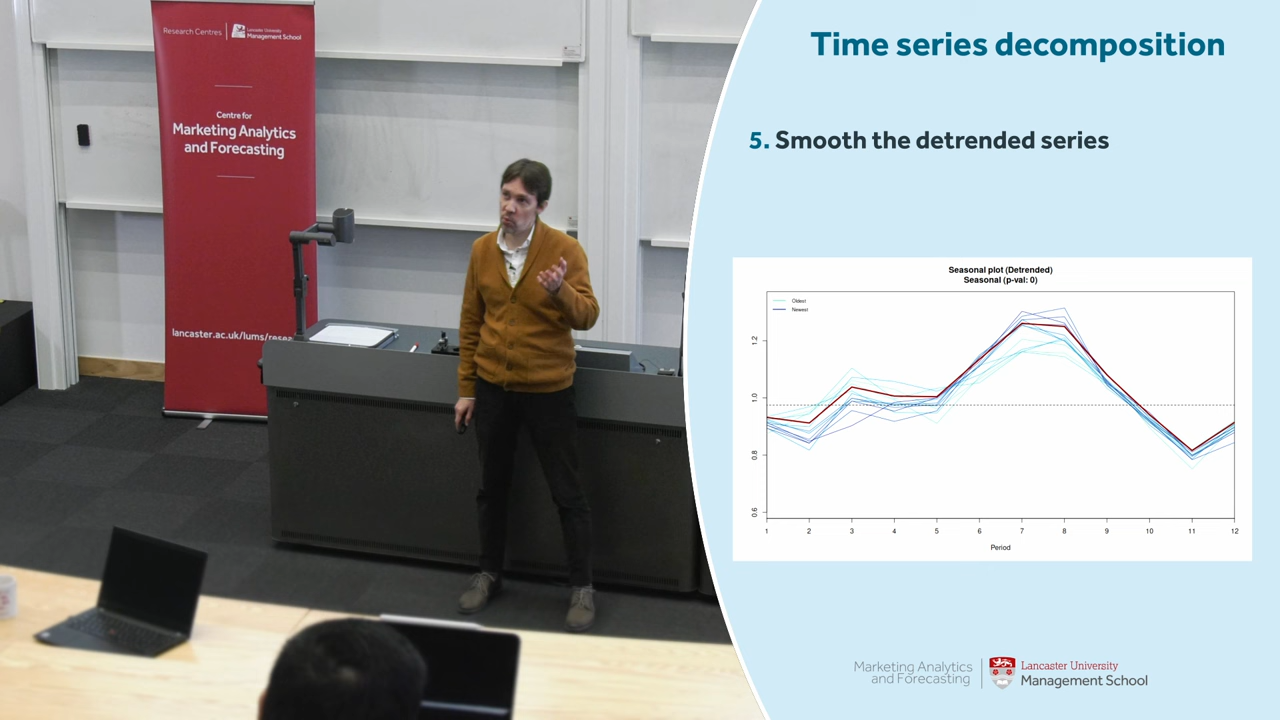 Research Centres
Lancaster University
Management School
Centre for
Marketing Analytics
and Forecasting
lancaster.ac.uk/lums/resea
Time series decomposition
5. Smooth the detrended series
Seasonal plot (Detrended)
Seasonal (p-val: 0)
Oldest
Newest
1.2
1.0
0.8
0.6
1 2 3 4 5 6 7 8 9 10 11 12
Period
Marketing Analytics
and Forecasting
Lancaster University
Management School